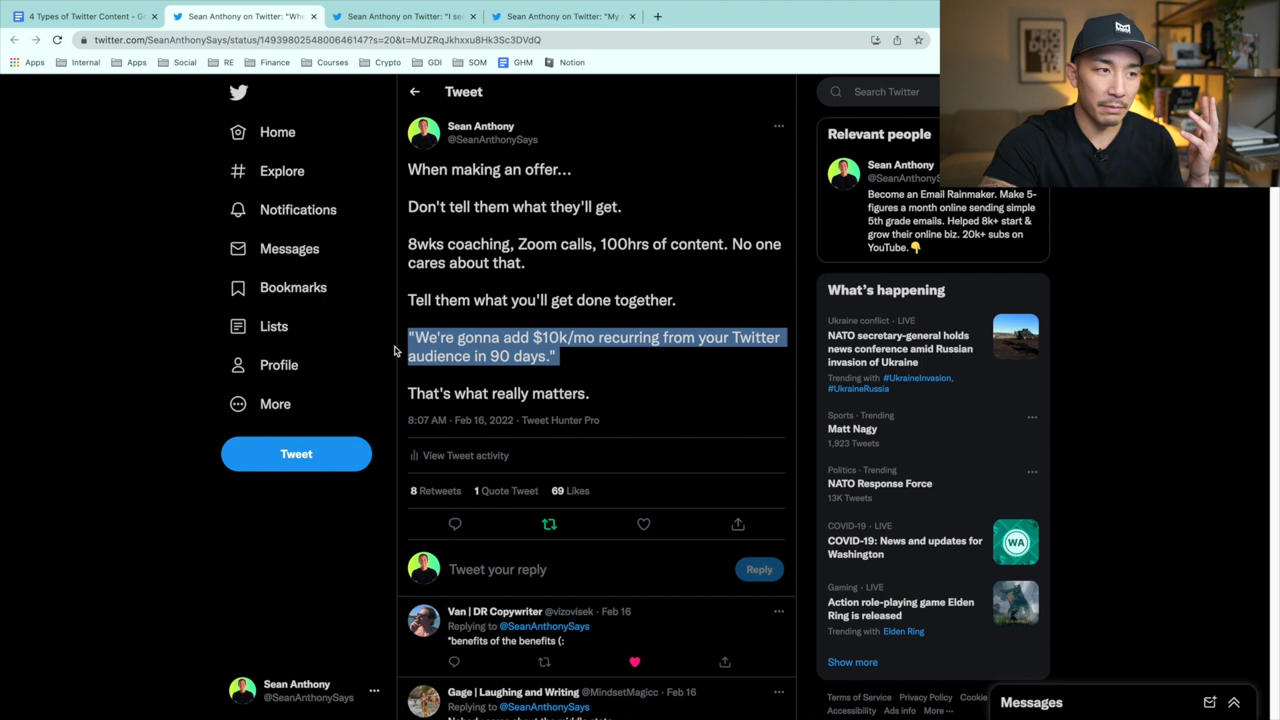 4 Types of Twitter Content - G
Sean Anthony on Twitter: "Whe
Sean Anthony on Twitter: "I se
Sean Anthony on Twitter: "My
twitter.com/SeanAnthonySays/status/1493980254800646147?s=20&t=MUZRqJkhxxu8Hk3Sc3DVdQ
Apps
Internal
Apps
Social
RE
Finance
Courses
Crypto
GDI
SOM
GHM
Notion
Home
Explore
Notifications
Messages
Bookmarks
Lists
Profile
More
Tweet
Sean Anthony
@SeanAnthonySays
Tweet
Sean Anthony
@SeanAnthonySays
When making an offer...
Don't tell them what they'll get.
8wks coaching, Zoom calls, 100hrs of content. No one
cares about that.
Tell them what you'll get done together.
"We're gonna add $10k/mo recurring from your Twitter
audience in 90 days."
That's what really matters.
8:07 AM · Feb 16, 2022 · Tweet Hunter Pro
View Tweet activity
8 Retweets 1 Quote Tweet 69 Likes
Tweet your reply
Reply
Van | DR Copywriter @vizovisek · Feb 16
Replying to @SeanAnthonySays
*benefits of the benefits (:
Gage | Laughing and Writing @MindsetMagicc · Feb 16
Replying to @SeanAnthonySays
Search Twitter
Relevant people
Sean Anthony
@SeanAnthonyS
Become an Email Rainmaker. Make 5-
figures a month online sending simple
5th grade emails. Helped 8k+ start &
grow their online biz. 20k+ subs on
YouTube.👇
What's happening
Ukraine conflict · LIVE
NATO secretary-general holds
news conference amid Russian
invasion of Ukraine
Trending with #UkraineInvasion,
#UkraineRussia
Sports · Trending
Matt Nagy
1,923 Tweets
Politics · Trending
NATO Response Force
13K Tweets
COVID-19 · LIVE
COVID-19: News and updates for
Washington
WA
Gaming · LIVE
Action role-playing game Elden
Ring is released
Trending with Elden Ring
Show more
Terms of Service Privacy Policy Cookie
Accessibility Ads info More
Messages